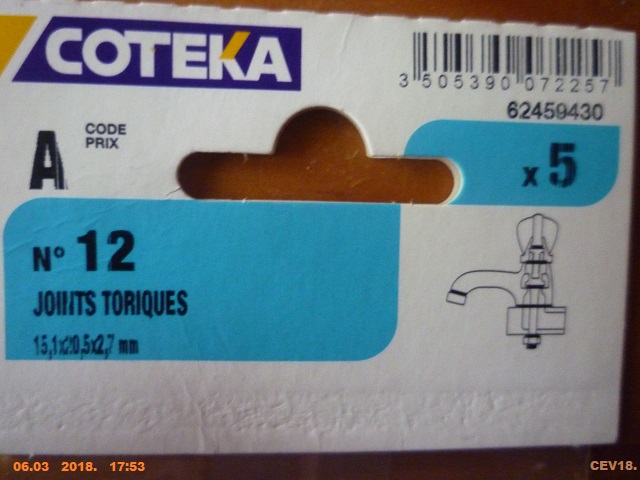 COTEKA
3 505390 072257
62459430
A CODE PRIX
x 5
N° 12
JOINTS TORIQUES
15,1x20,5x2,7 mm
06.03 2018. 17:53
CEV18.